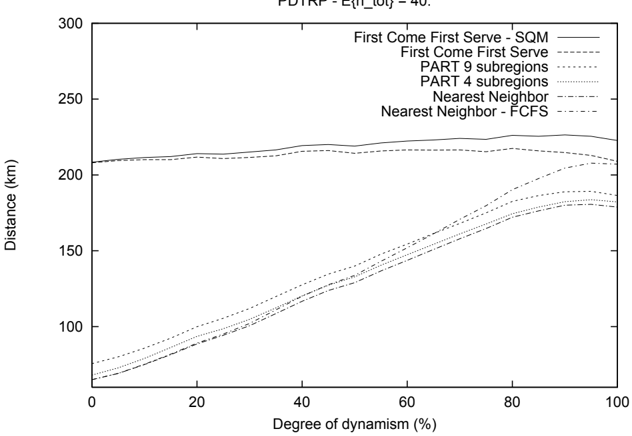 PDTRP - E{n_tot} = 40.
300
250
200
150
100
0
20
40
60
80
100
Distance (km)
Degree of dynamism (%)
First Come First Serve - SQM
First Come First Serve
PART 9 subregions
PART 4 subregions
Nearest Neighbor
Nearest Neighbor - FCFS